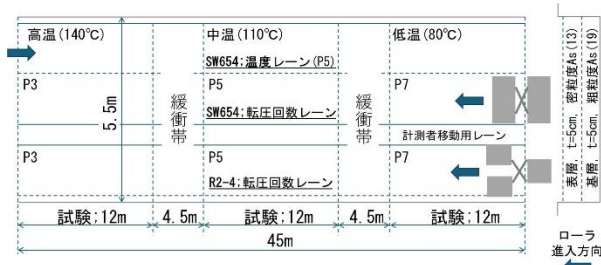 高温(140℃)
中温(110℃)
低温(80℃)
SW654;温度レーン(P5)
P3
P5
P7
SW654;転圧回数レーン
5.5m
緩衝帯
緩衝帯
計測者移動用レーン
P3
P5
P7
R2-4;転圧回数レーン
試験;12m
4.5m
試験;12m
4.5m
試験;12m
45m
表層, t=5cm, 密粒度As(13)
基層, t=5cm, 粗粒度As(19)
ローラ
進入方向